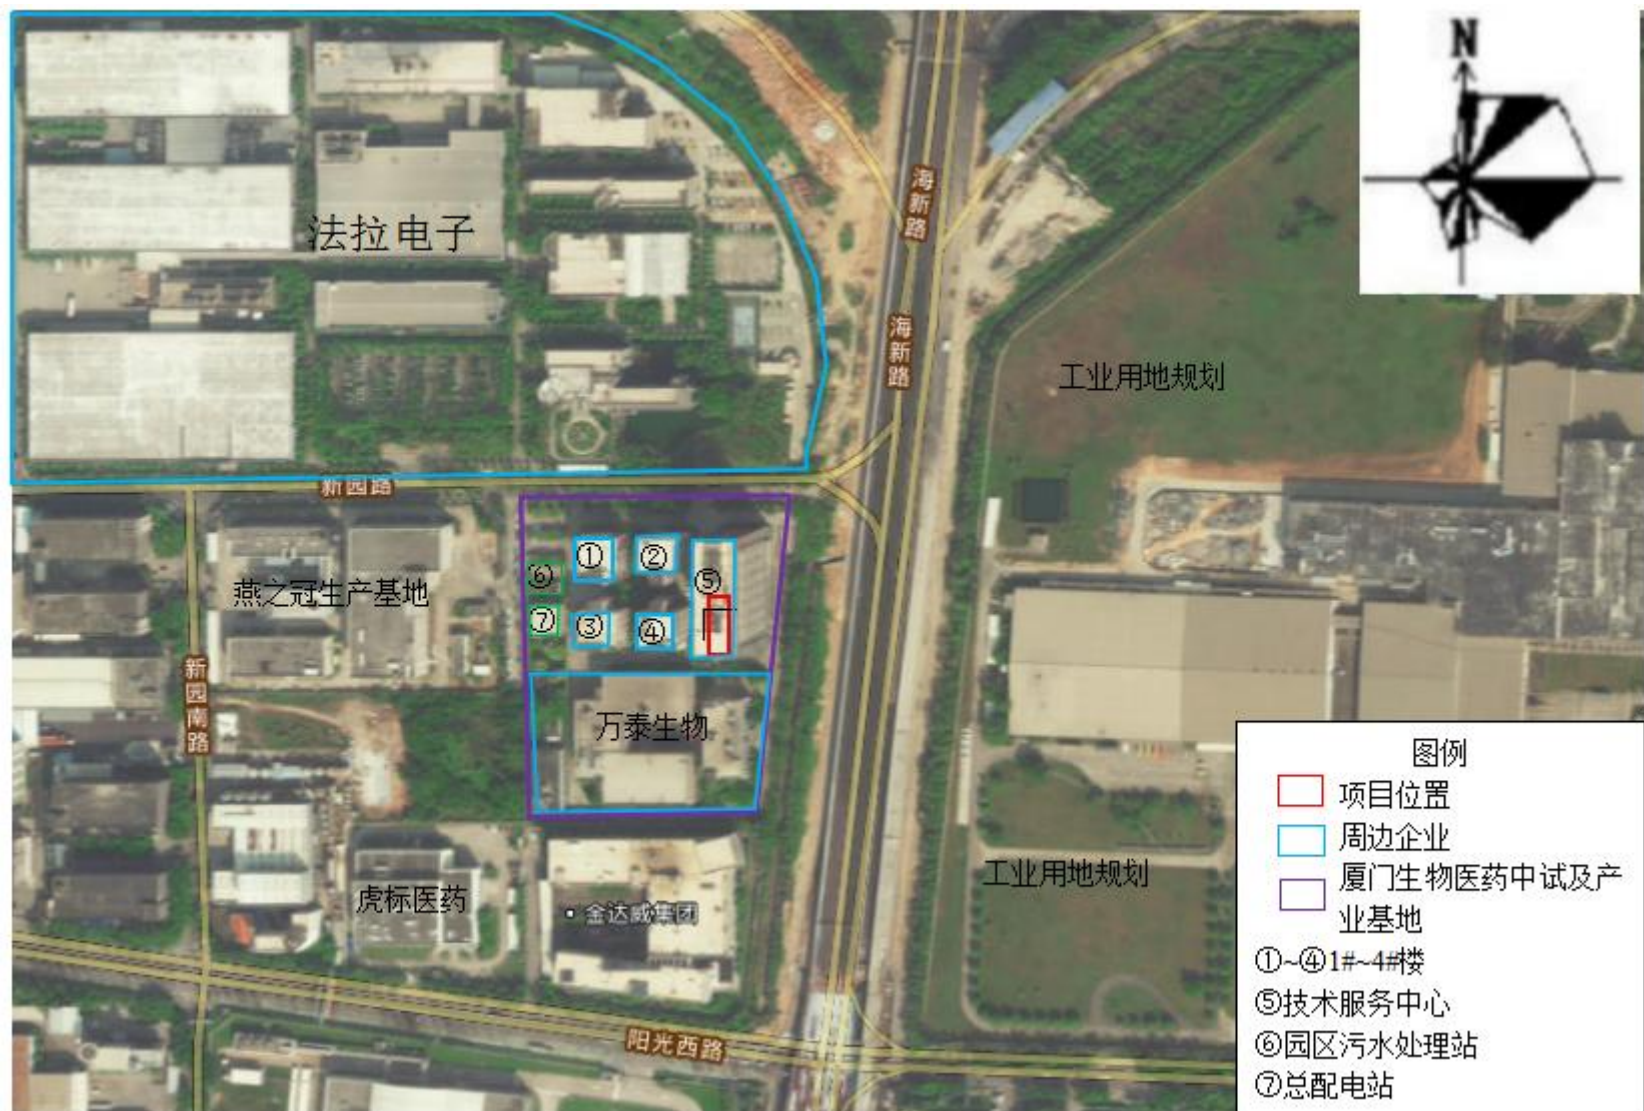 N
海新路
法拉电子
海新路
工业用地规划
新园路
①
②
⑤
⑥
燕之冠生产基地
⑦
③
④
新园南路
万泰生物
虎标医药
金达威集团
工业用地规划
阳光西路
图例
项目位置
周边企业
厦门生物医药中试及产
业基地
①~④1#~4#楼
⑤技术服务中心
⑥园区污水处理站
⑦总配电站